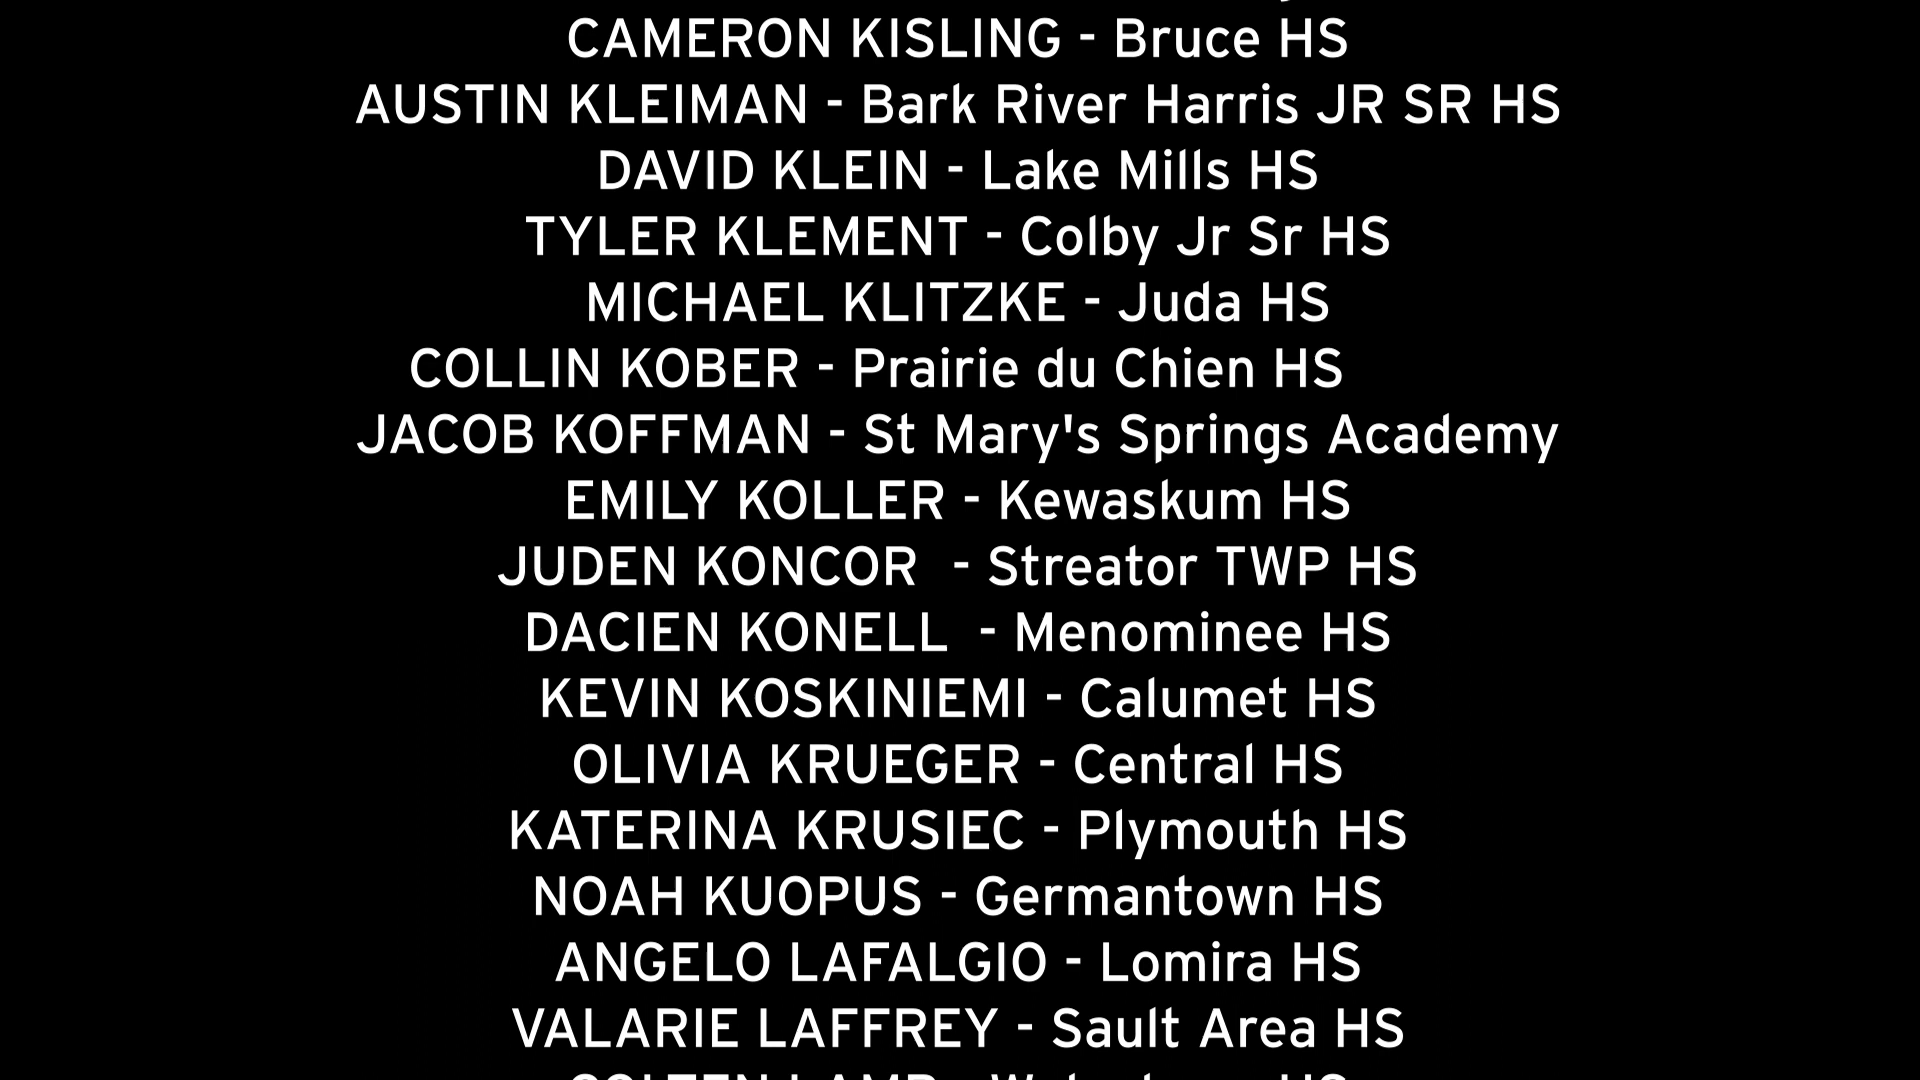 CAMERON KISLING - Bruce HS
AUSTIN KLEIMAN - Bark River Harris JR SR HS
DAVID KLEIN - Lake Mills HS
TYLER KLEMENT - Colby Jr Sr HS
MICHAEL KLITZKE - Juda HS
COLLIN KOBER - Prairie du Chien HS
JACOB KOFFMAN - St Mary's Springs Academy
EMILY KOLLER - Kewaskum HS
JUDEN KONCOR  - Streator TWP HS
DACIEN KONELL  - Menominee HS
KEVIN KOSKINIEMI - Calumet HS
OLIVIA KRUEGER - Central HS
KATERINA KRUSIEC - Plymouth HS
NOAH KUOPUS - Germantown HS
ANGELO LAFALGIO - Lomira HS
VALARIE LAFFREY - Sault Area HS